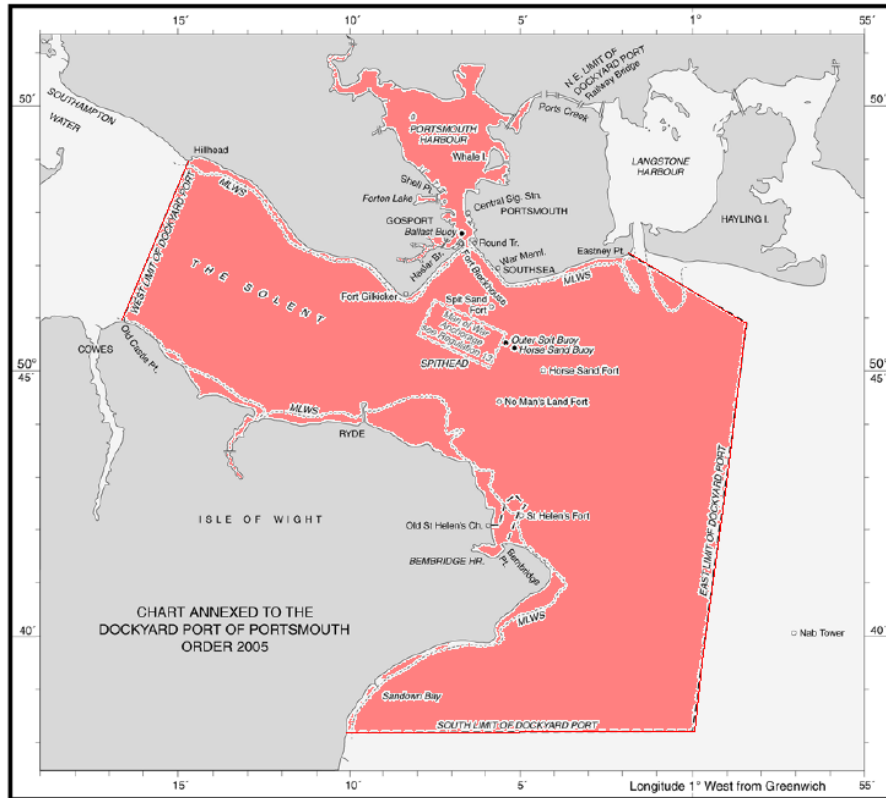 15′
10′
5′
1°
55′
50′
50′
SOUTHAMPTON
WATER
Hillhead
MLWS
WEST LIMIT OF DOCKYARD PORT
THE SOLENT
PORTSMOUTH
HARBOUR
Whale I.
N.E. LIMIT OF
DOCKYARD PORT
Railway Bridge
Ports Creek
LANGSTONE
HARBOUR
HAYLING I.
Shell Pt.
Forton Lake
Central Sig. Stn.
PORTSMOUTH
GOSPORT
Ballast Buoy
Round Tr.
Haslar Br.
Fort Blockhouse
War Meml.
SOUTHSEA
Eastney Pt.
MLWS
Fort Gilkicker
Spit Sand
Fort
Man of War
Anchorage
see Regulation
SPITHEAD
Outer Spit Buoy
Horse Sand Buoy
Horse Sand Fort
No Man's Land Fort
COWES
Old Castle Pt.
50°
45′
50°
45′
MLWS
RYDE
ISLE OF WIGHT
Old St Helen's Ch.
St Helen's Fort
BEMBRIDGE HR.
Bembridge
Pt.
MLWS
EAST LIMIT OF DOCKYARD PORT
CHART ANNEXED TO THE
DOCKYARD PORT OF PORTSMOUTH
ORDER 2005
40′
40′
Nab Tower
Sandown Bay
SOUTH LIMIT OF DOCKYARD PORT
Longitude 1° West from Greenwich
15′
10′
5′
55′